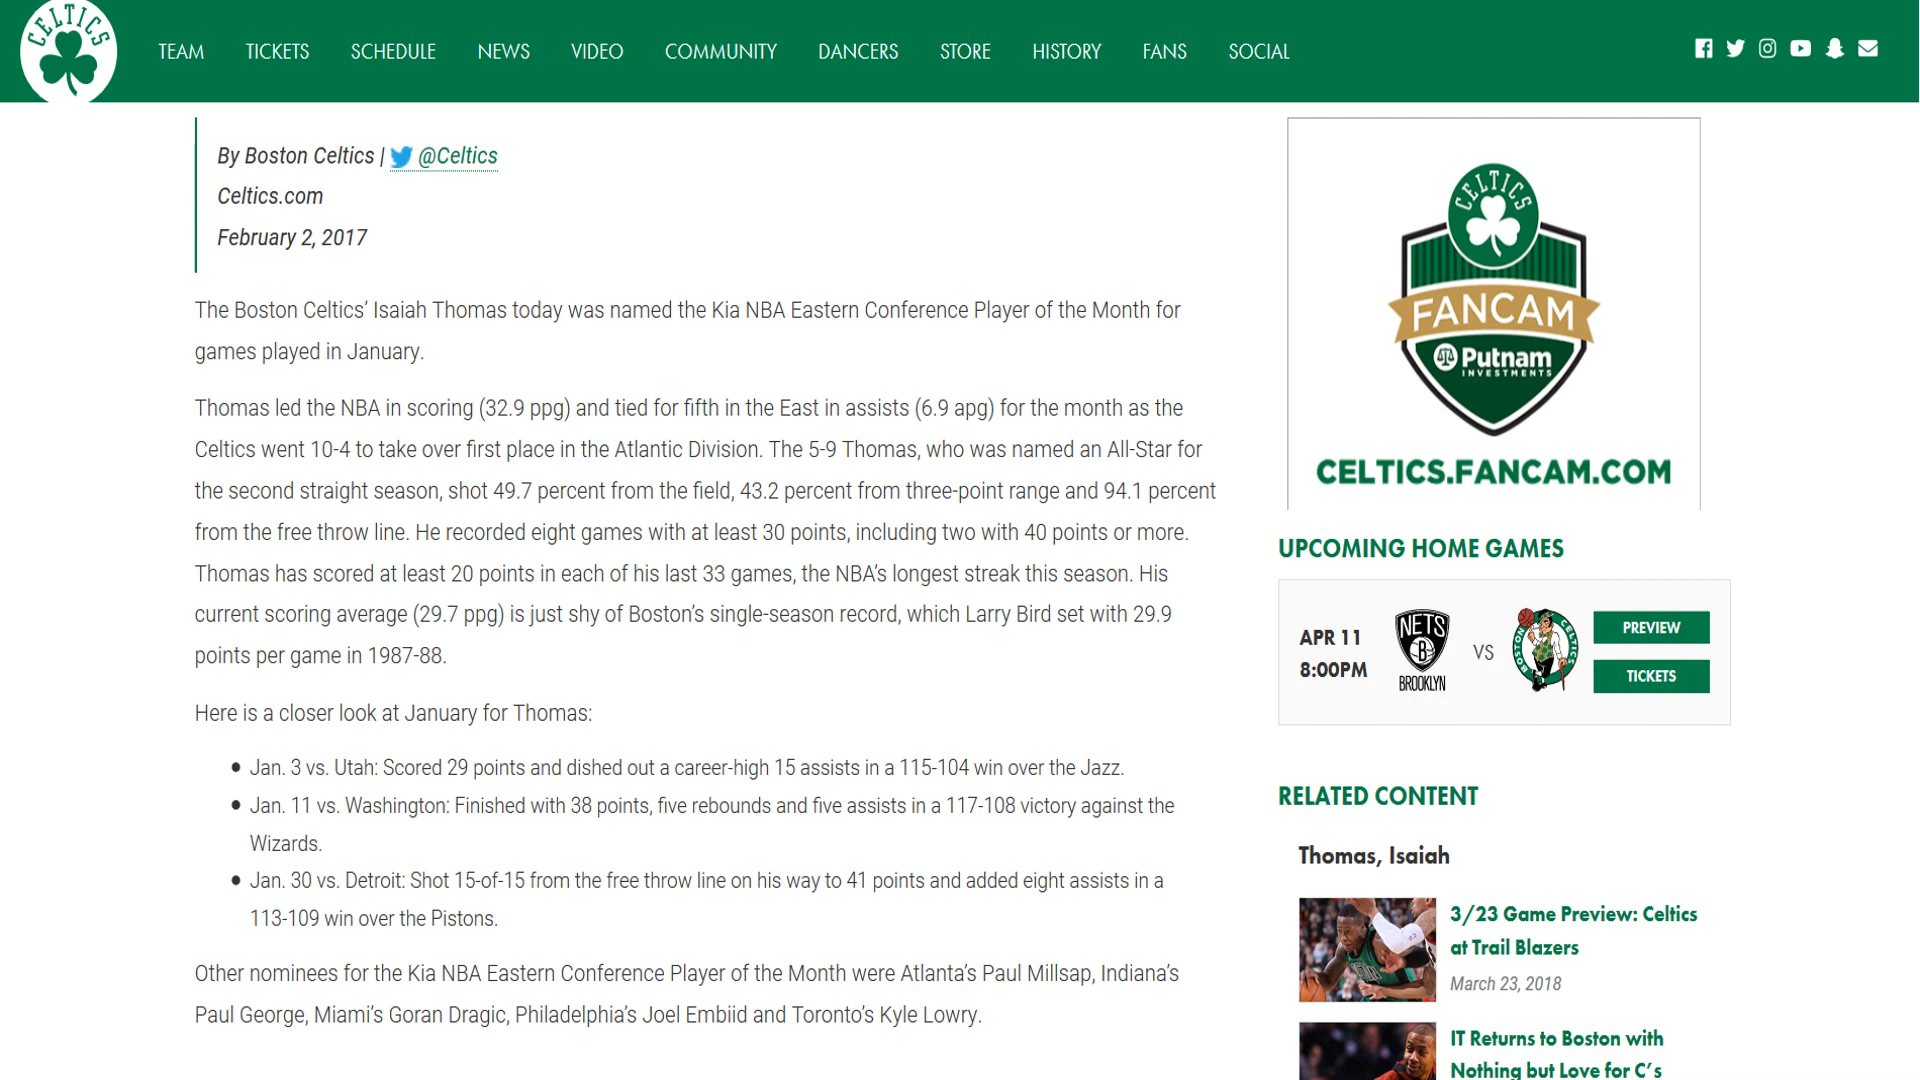 CELTICS
TEAM TICKETS SCHEDULE NEWS VIDEO COMMUNITY DANCERS STORE HISTORY FANS SOCIAL
By Boston Celtics | @Celtics
Celtics.com
February 2, 2017
The Boston Celtics’ Isaiah Thomas today was named the Kia NBA Eastern Conference Player of the Month for
games played in January.
Thomas led the NBA in scoring (32.9 ppg) and tied for fifth in the East in assists (6.9 apg) for the month as the
Celtics went 10-4 to take over first place in the Atlantic Division. The 5-9 Thomas, who was named an All-Star for
the second straight season, shot 49.7 percent from the field, 43.2 percent from three-point range and 94.1 percent
from the free throw line. He recorded eight games with at least 30 points, including two with 40 points or more.
Thomas has scored at least 20 points in each of his last 33 games, the NBA’s longest streak this season. His
current scoring average (29.7 ppg) is just shy of Boston’s single-season record, which Larry Bird set with 29.9
points per game in 1987-88.
Here is a closer look at January for Thomas:
Jan. 3 vs. Utah: Scored 29 points and dished out a career-high 15 assists in a 115-104 win over the Jazz.
Jan. 11 vs. Washington: Finished with 38 points, five rebounds and five assists in a 117-108 victory against the
Wizards.
Jan. 30 vs. Detroit: Shot 15-of-15 from the free throw line on his way to 41 points and added eight assists in a
113-109 win over the Pistons.
Other nominees for the Kia NBA Eastern Conference Player of the Month were Atlanta’s Paul Millsap, Indiana’s
Paul George, Miami’s Goran Dragic, Philadelphia’s Joel Embiid and Toronto’s Kyle Lowry.
CELTICS
FANCAM
Putnam
INVESTMENTS
CELTICS.FANCAM.COM
UPCOMING HOME GAMES
APR 11
8:00PM
NETS
B
BROOKLYN
VS
BOSTON CELTICS
PREVIEW
TICKETS
RELATED CONTENT
Thomas, Isaiah
3/23 Game Preview: Celtics
at Trail Blazers
March 23, 2018
IT Returns to Boston with
Nothing but Love for C’s